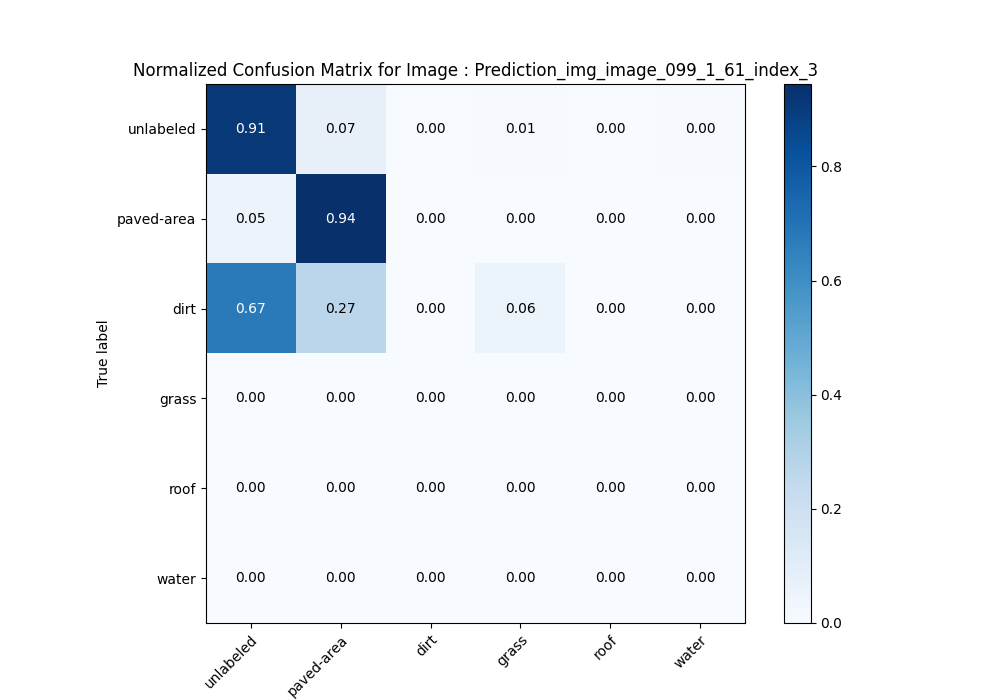 Normalized Confusion Matrix for Image : Prediction_img_image_099_1_61_index_3
unlabeled 0.91 0.07 0.00 0.01 0.00 0.00
paved-area 0.05 0.94 0.00 0.00 0.00 0.00
dirt 0.67 0.27 0.00 0.06 0.00 0.00
grass 0.00 0.00 0.00 0.00 0.00 0.00
roof 0.00 0.00 0.00 0.00 0.00 0.00
water 0.00 0.00 0.00 0.00 0.00 0.00
True label
unlabeled paved-area dirt grass roof water
0.8
0.6
0.4
0.2
0.0